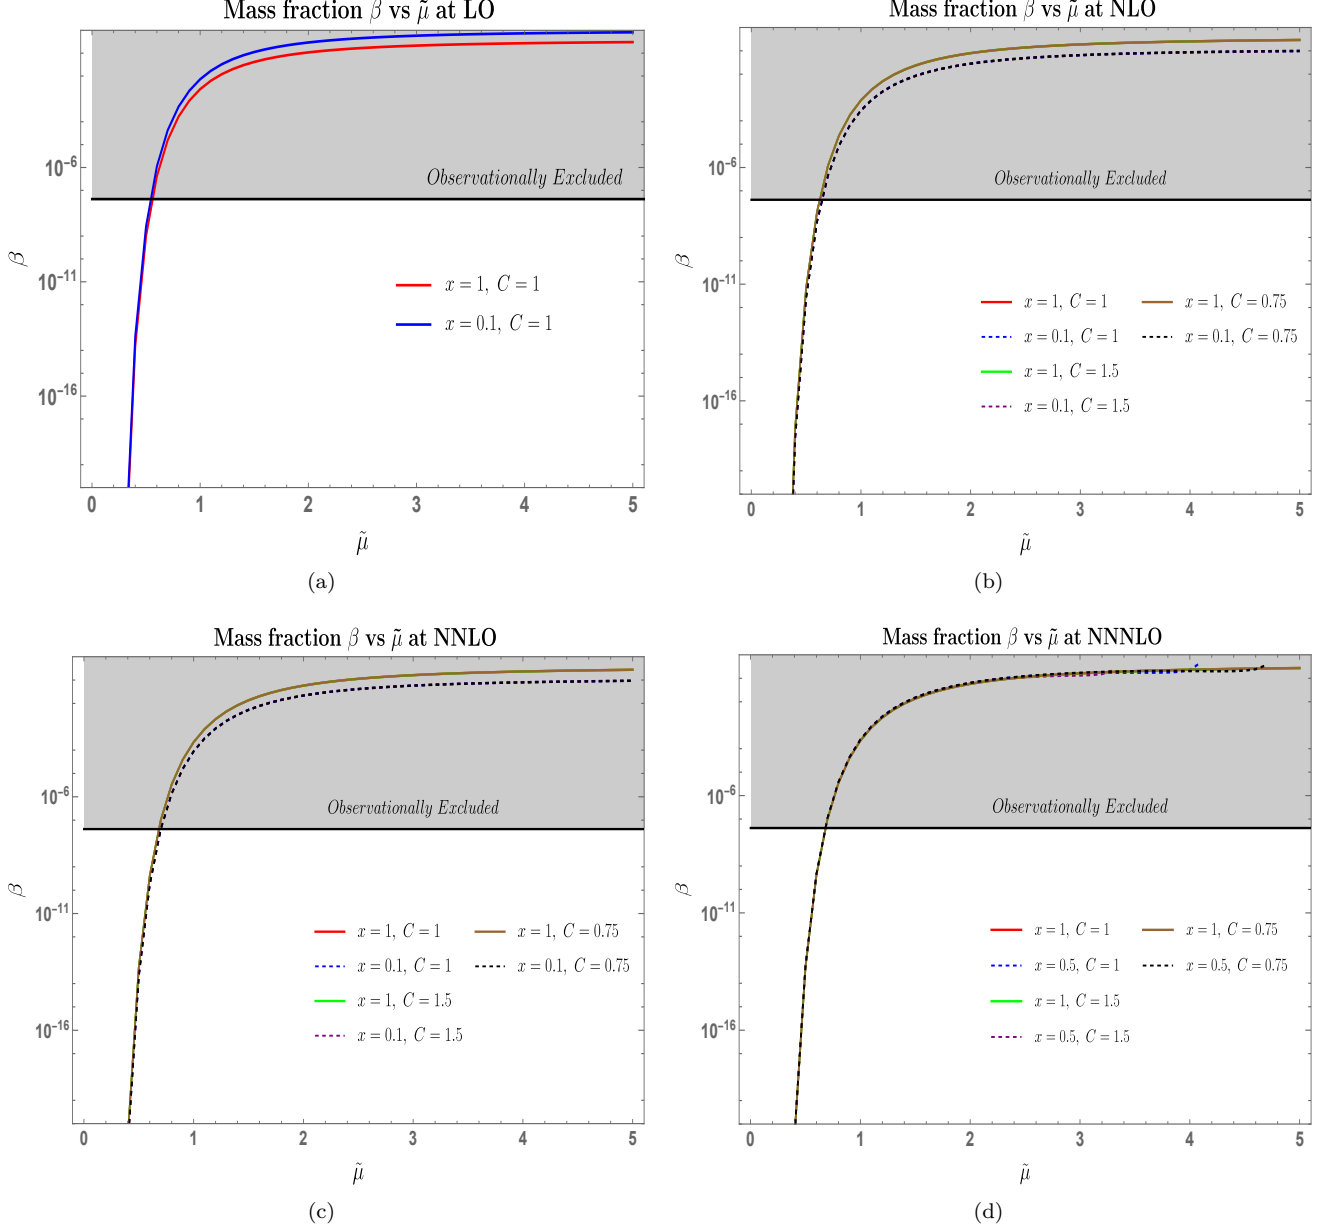 Mass fraction β vs μ̃ at LO
10⁻⁶
10⁻¹¹
10⁻¹⁶
β
Observationally Excluded
x = 1, C = 1
x = 0.1, C = 1
0 1 2 3 4 5
μ̃
(a)
Mass fraction β vs μ̃ at NLO
10⁻⁶
10⁻¹¹
10⁻¹⁶
β
Observationally Excluded
x = 1, C = 1 x = 1, C = 0.75
x = 0.1, C = 1 x = 0.1, C = 0.75
x = 1, C = 1.5
x = 0.1, C = 1.5
0 1 2 3 4 5
μ̃
(b)
Mass fraction β vs μ̃ at NNLO
10⁻⁶
10⁻¹¹
10⁻¹⁶
β
Observationally Excluded
x = 1, C = 1 x = 1, C = 0.75
x = 0.1, C = 1 x = 0.1, C = 0.75
x = 1, C = 1.5
x = 0.1, C = 1.5
0 1 2 3 4 5
μ̃
(c)
Mass fraction β vs μ̃ at NNNLO
10⁻⁶
10⁻¹¹
10⁻¹⁶
β
Observationally Excluded
x = 1, C = 1 x = 1, C = 0.75
x = 0.5, C = 1 x = 0.5, C = 0.75
x = 1, C = 1.5
x = 0.5, C = 1.5
0 1 2 3 4 5
μ̃
(d)